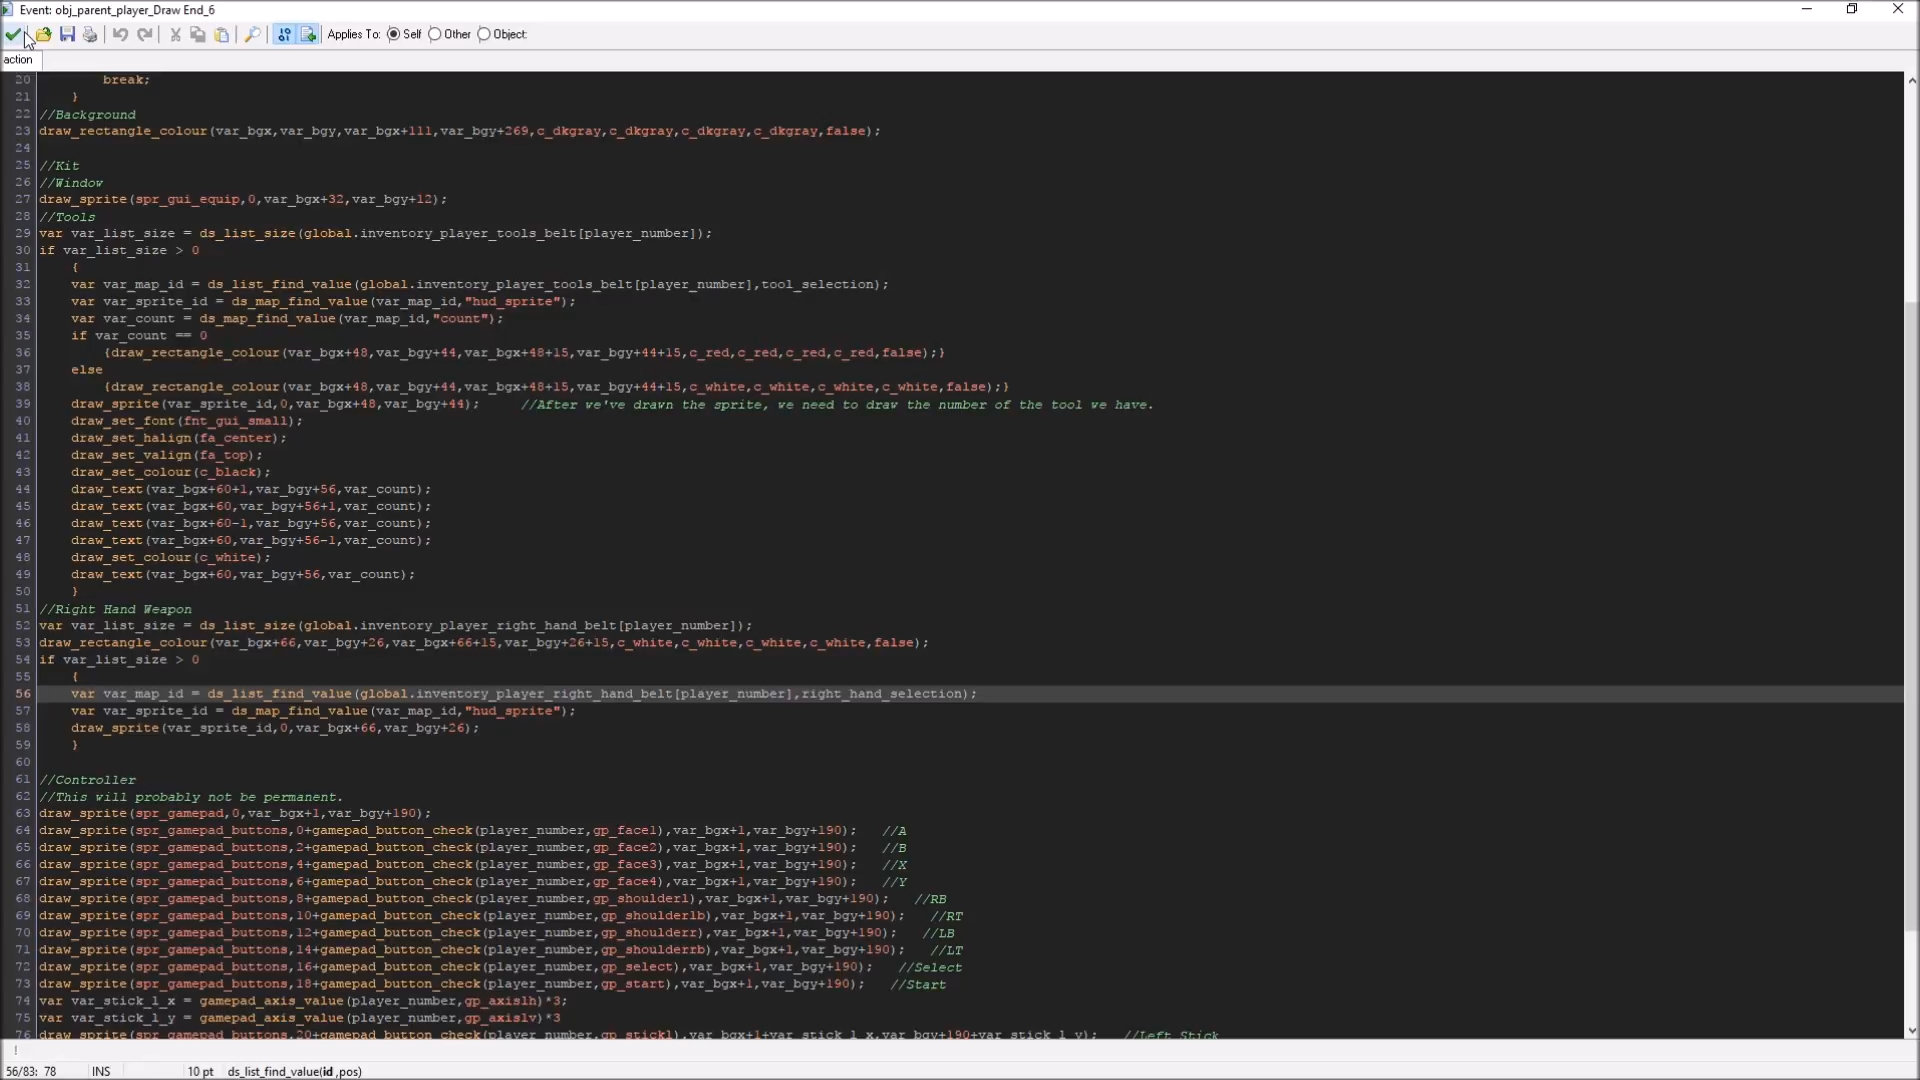 Event: obj_parent_player_Draw End_6
Applies To: Self Other Object:
action
20 break;
21 }
22 //Background
23 draw_rectangle_colour(var_bgx,var_bgy,var_bgx+111,var_bgy+269,c_dkgray,c_dkgray,c_dkgray,c_dkgray,false);
24
25 //Kit
26 //Window
27 draw_sprite(spr_gui_equip,0,var_bgx+32,var_bgy+12);
28 //Tools
29 var var_list_size = ds_list_size(global.inventory_player_tools_belt[player_number]);
30 if var_list_size > 0
31 {
32 var var_map_id = ds_list_find_value(global.inventory_player_tools_belt[player_number],tool_selection);
33 var var_sprite_id = ds_map_find_value(var_map_id,"hud_sprite");
34 var var_count = ds_map_find_value(var_map_id,"count");
35 if var_count == 0
36 {draw_rectangle_colour(var_bgx+48,var_bgy+44,var_bgx+48+15,var_bgy+44+15,c_red,c_red,c_red,c_red,false);}
37 else
38 {draw_rectangle_colour(var_bgx+48,var_bgy+44,var_bgx+48+15,var_bgy+44+15,c_white,c_white,c_white,c_white,false);}
39 draw_sprite(var_sprite_id,0,var_bgx+48,var_bgy+44); //After we've drawn the sprite, we need to draw the number of the tool we have.
40 draw_set_font(fnt_gui_small);
41 draw_set_halign(fa_center);
42 draw_set_valign(fa_top);
43 draw_set_colour(c_black);
44 draw_text(var_bgx+60+1,var_bgy+56,var_count);
45 draw_text(var_bgx+60,var_bgy+56+1,var_count);
46 draw_text(var_bgx+60-1,var_bgy+56,var_count);
47 draw_text(var_bgx+60,var_bgy+56-1,var_count);
48 draw_set_colour(c_white);
49 draw_text(var_bgx+60,var_bgy+56,var_count);
50 }
51 //Right Hand Weapon
52 var var_list_size = ds_list_size(global.inventory_player_right_hand_belt[player_number]);
53 draw_rectangle_colour(var_bgx+66,var_bgy+26,var_bgx+66+15,var_bgy+26+15,c_white,c_white,c_white,c_white,false);
54 if var_list_size > 0
55 {
56 var var_map_id = ds_list_find_value(global.inventory_player_right_hand_belt[player_number],right_hand_selection);
57 var var_sprite_id = ds_map_find_value(var_map_id,"hud_sprite");
58 draw_sprite(var_sprite_id,0,var_bgx+66,var_bgy+26);
59 }
60
61 //Controller
62 //This will probably not be permanent.
63 draw_sprite(spr_gamepad,0,var_bgx+1,var_bgy+190);
64 draw_sprite(spr_gamepad_buttons,0+gamepad_button_check(player_number,gp_face1),var_bgx+1,var_bgy+190); //A
65 draw_sprite(spr_gamepad_buttons,2+gamepad_button_check(player_number,gp_face2),var_bgx+1,var_bgy+190); //B
66 draw_sprite(spr_gamepad_buttons,4+gamepad_button_check(player_number,gp_face3),var_bgx+1,var_bgy+190); //X
67 draw_sprite(spr_gamepad_buttons,6+gamepad_button_check(player_number,gp_face4),var_bgx+1,var_bgy+190); //Y
68 draw_sprite(spr_gamepad_buttons,8+gamepad_button_check(player_number,gp_shoulderl),var_bgx+1,var_bgy+190); //RB
69 draw_sprite(spr_gamepad_buttons,10+gamepad_button_check(player_number,gp_shoulderlb),var_bgx+1,var_bgy+190); //RT
70 draw_sprite(spr_gamepad_buttons,12+gamepad_button_check(player_number,gp_shoulderr),var_bgx+1,var_bgy+190); //LB
71 draw_sprite(spr_gamepad_buttons,14+gamepad_button_check(player_number,gp_shoulderrb),var_bgx+1,var_bgy+190); //LT
72 draw_sprite(spr_gamepad_buttons,16+gamepad_button_check(player_number,gp_select),var_bgx+1,var_bgy+190); //Select
73 draw_sprite(spr_gamepad_buttons,18+gamepad_button_check(player_number,gp_start),var_bgx+1,var_bgy+190); //Start
74 var var_stick_l_x = gamepad_axis_value(player_number,gp_axislh)*3;
75 var var_stick_l_y = gamepad_axis_value(player_number,gp_axislv)*3
76 draw_sprite(spr_gamepad_buttons,20+gamepad_button_check(player_number,gp_stickl),var_bgx+1+var_stick_l_x,var_bgy+190+var_stick_l_y); //Left Stick
56/83: 78 INS 10 pt ds_list_find_value(id ,pos)